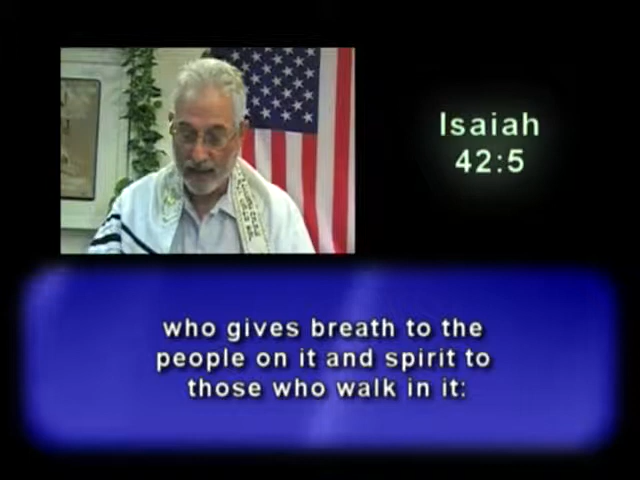 Isaiah
42:5
who gives breath to the
people on it and spirit to
those who walk in it: